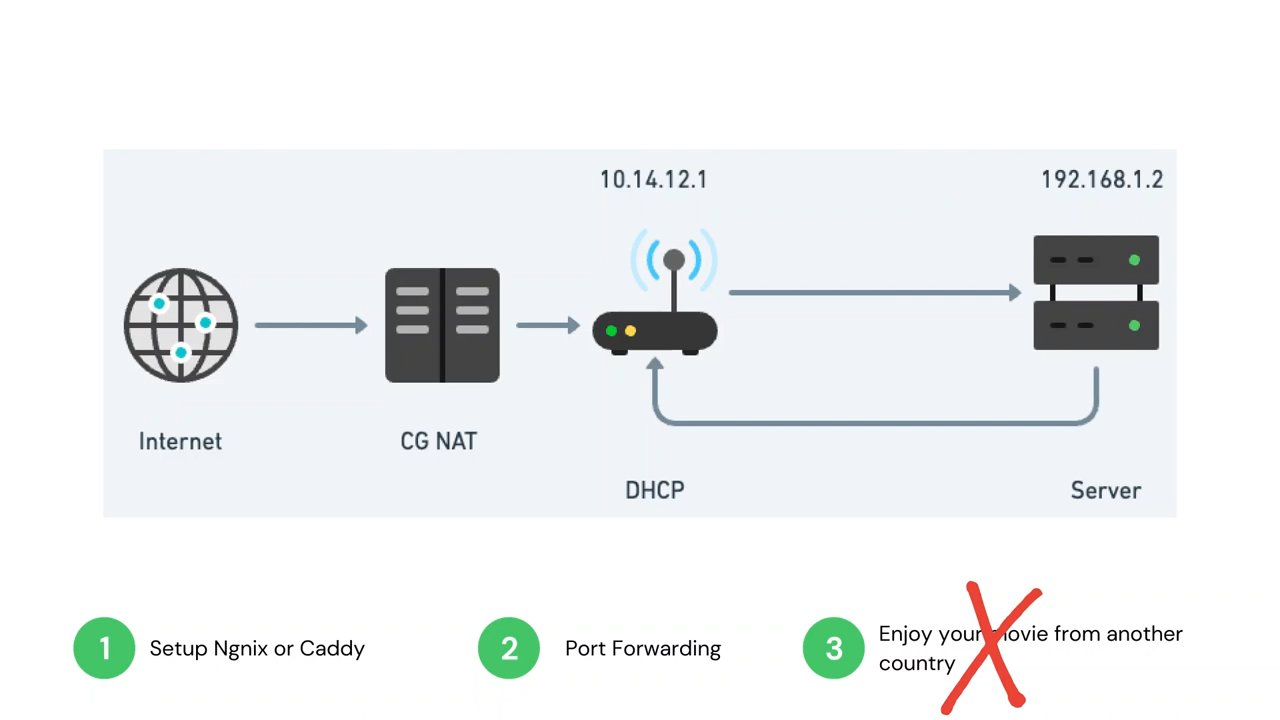 10.14.12.1
192.168.1.2
Internet
CG NAT
DHCP
Server
1 Setup Ngnix or Caddy
2 Port Forwarding
3 Enjoy your movie from another
country